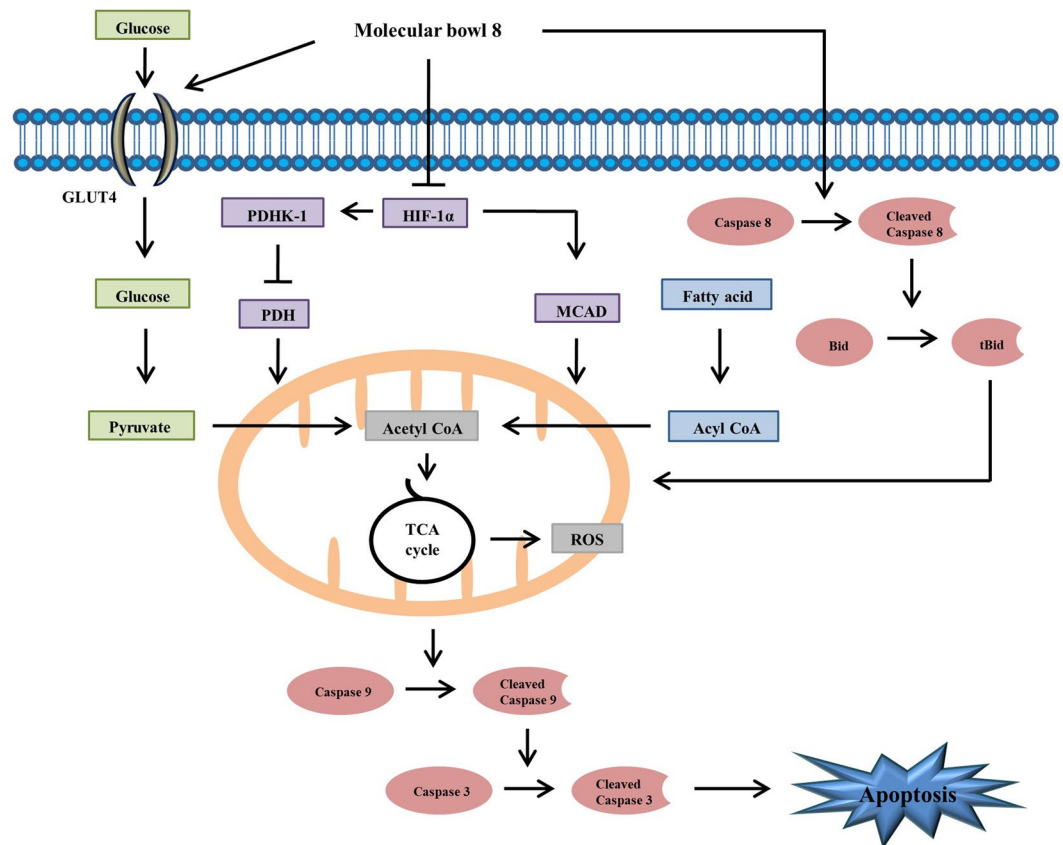 Glucose
Molecular bowl 8
GLUT4
PDHK-1
HIF-1α
Caspase 8
Cleaved
Caspase 8
Glucose
PDH
MCAD
Fatty acid
Bid
tBid
Pyruvate
Acetyl CoA
Acyl CoA
TCA
cycle
ROS
Caspase 9
Cleaved
Caspase 9
Caspase 3
Cleaved
Caspase 3
Apoptosis